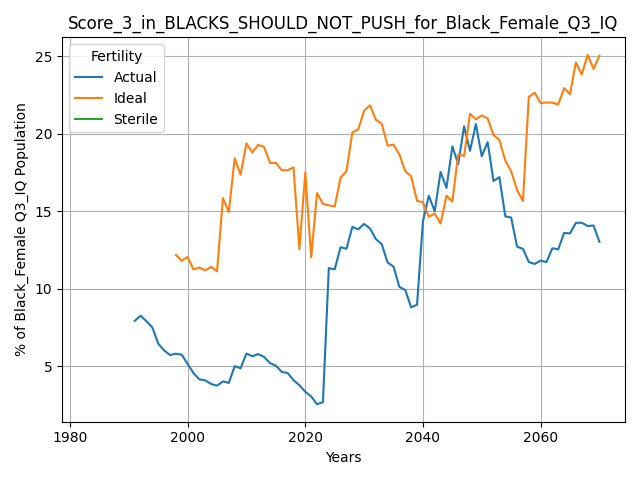 Score_3_in_BLACKS_SHOULD_NOT_PUSH_for_Black_Female_Q3_IQ
Fertility
Actual
Ideal
Sterile
% of Black_Female Q3_IQ Population
25
20
15
10
5
1980 2000 2020 2040 2060
Years